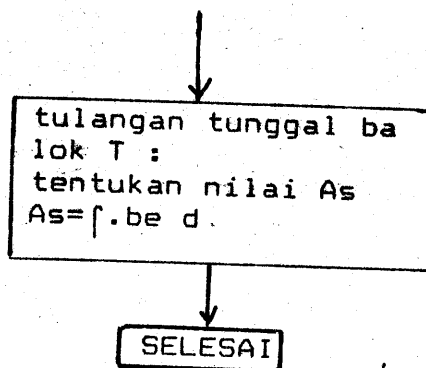 tulangan tunggal ba
lok T :
tentukan nilai As
As=⌠.be d.
SELESAI